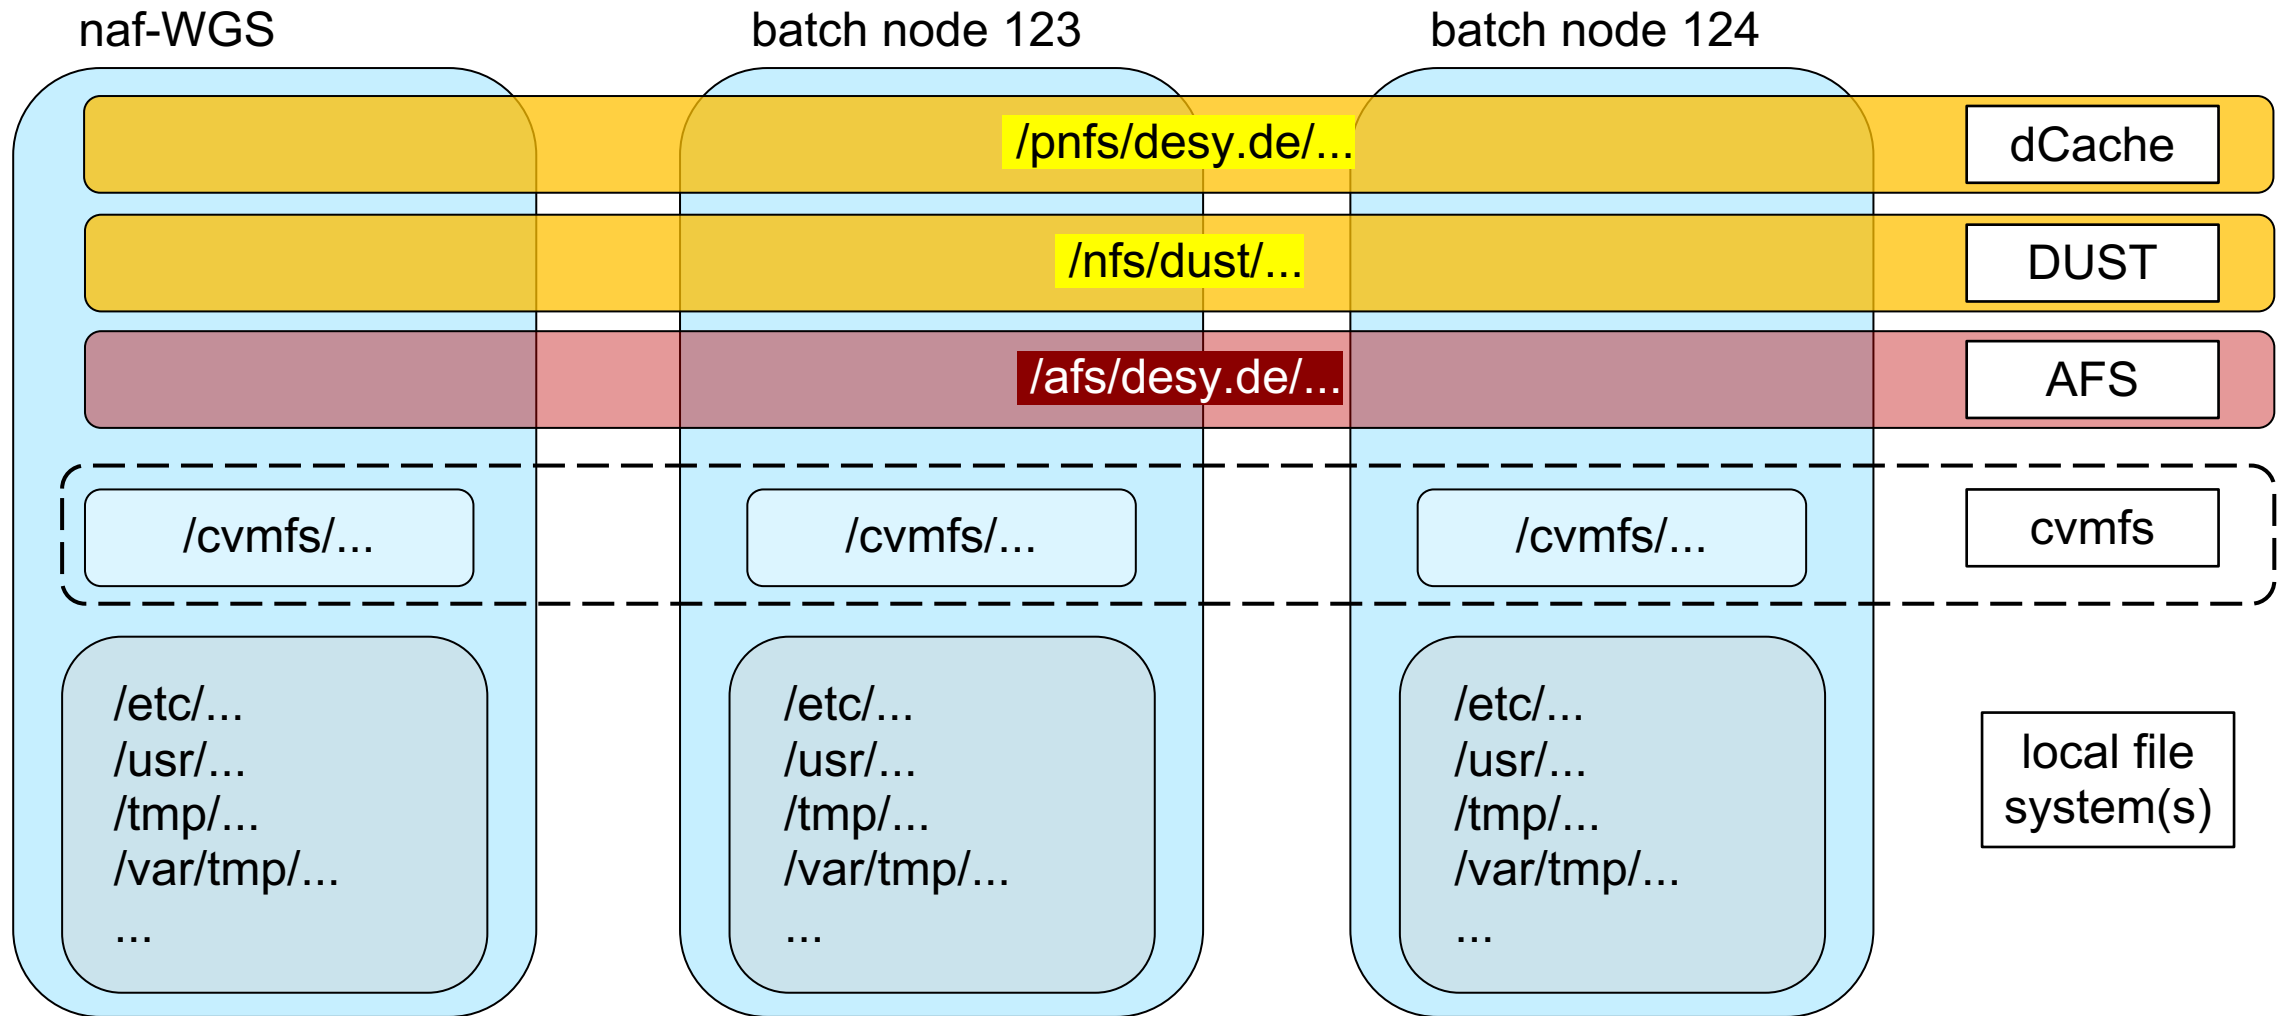 naf-WGS
batch node 123
batch node 124
/pnfs/desy.de/...
dCache
/nfs/dust/...
DUST
/afs/desy.de/...
AFS
/cvmfs/...
/cvmfs/...
/cvmfs/...
cvmfs
/etc/...
/usr/...
/tmp/...
/var/tmp/...
...
/etc/...
/usr/...
/tmp/...
/var/tmp/...
...
/etc/...
/usr/...
/tmp/...
/var/tmp/...
...
local file
system(s)